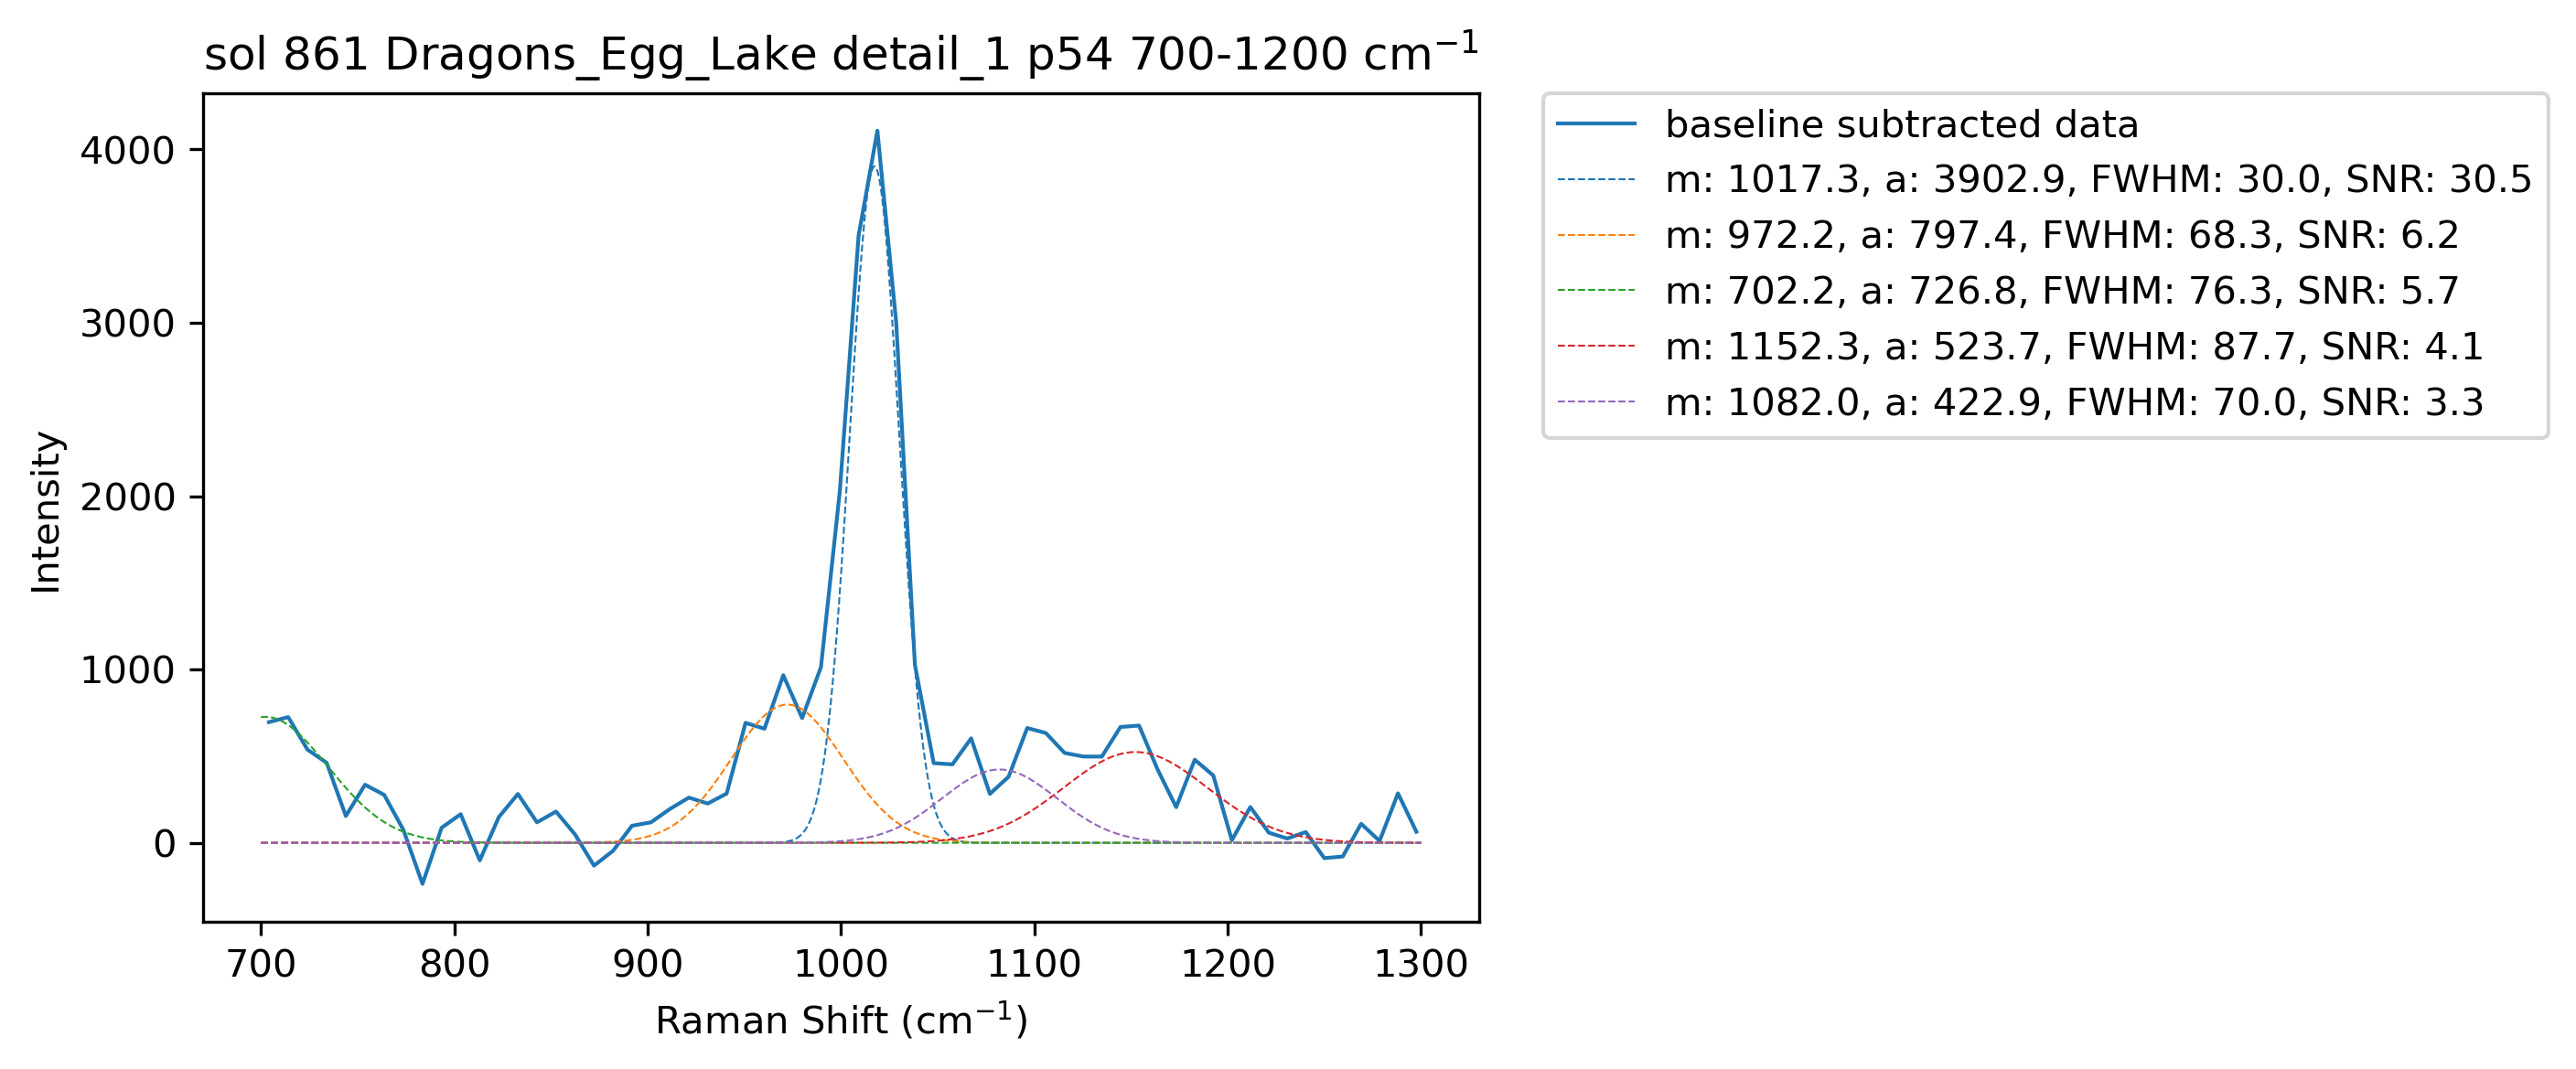 sol 861 Dragons_Egg_Lake detail_1 p54 700-1200 cm⁻¹
Intensity
4000
3000
2000
1000
0
700 800 900 1000 1100 1200 1300
Raman Shift (cm⁻¹)
baseline subtracted data
m: 1017.3, a: 3902.9, FWHM: 30.0, SNR: 30.5
m: 972.2, a: 797.4, FWHM: 68.3, SNR: 6.2
m: 702.2, a: 726.8, FWHM: 76.3, SNR: 5.7
m: 1152.3, a: 523.7, FWHM: 87.7, SNR: 4.1
m: 1082.0, a: 422.9, FWHM: 70.0, SNR: 3.3